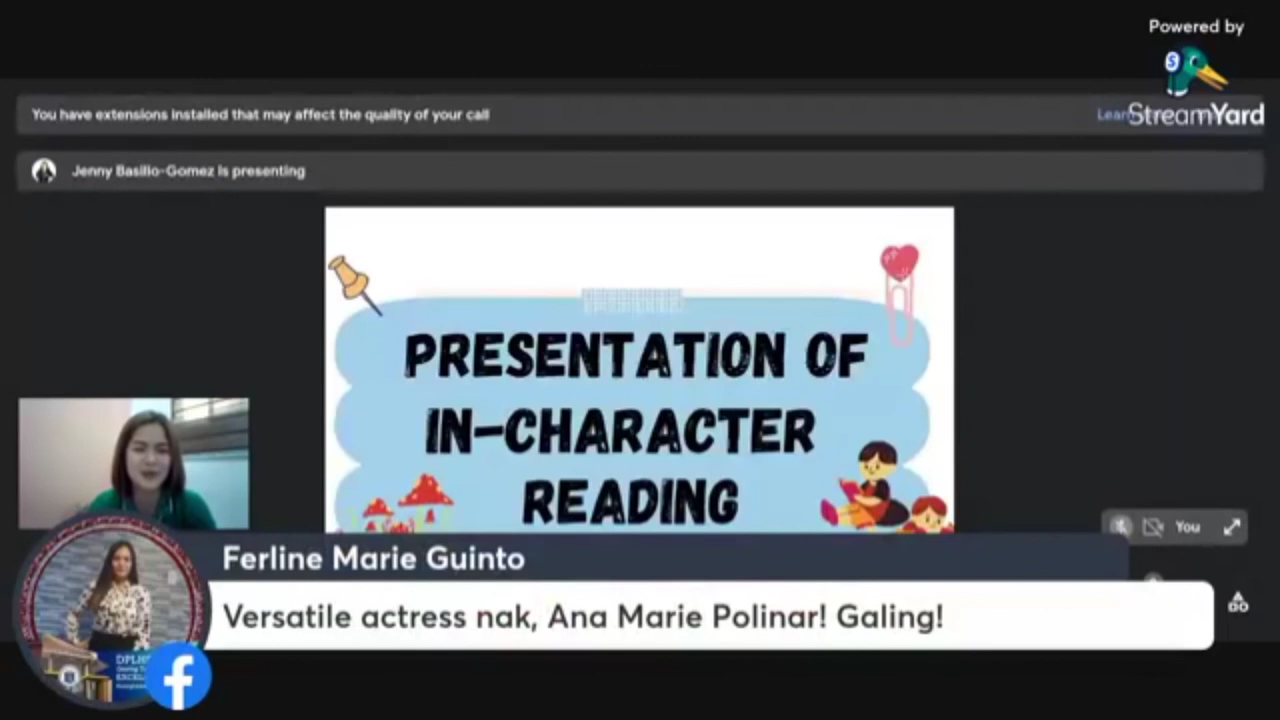 Powered by
StreamYard
You have extensions installed that may affect the quality of your call
Jenny Basilio-Gomez is presenting
PRESENTATION OF
IN-CHARACTER
READING
You
Ferline Marie Guinto
Versatile actress nak, Ana Marie Polinar! Galing!